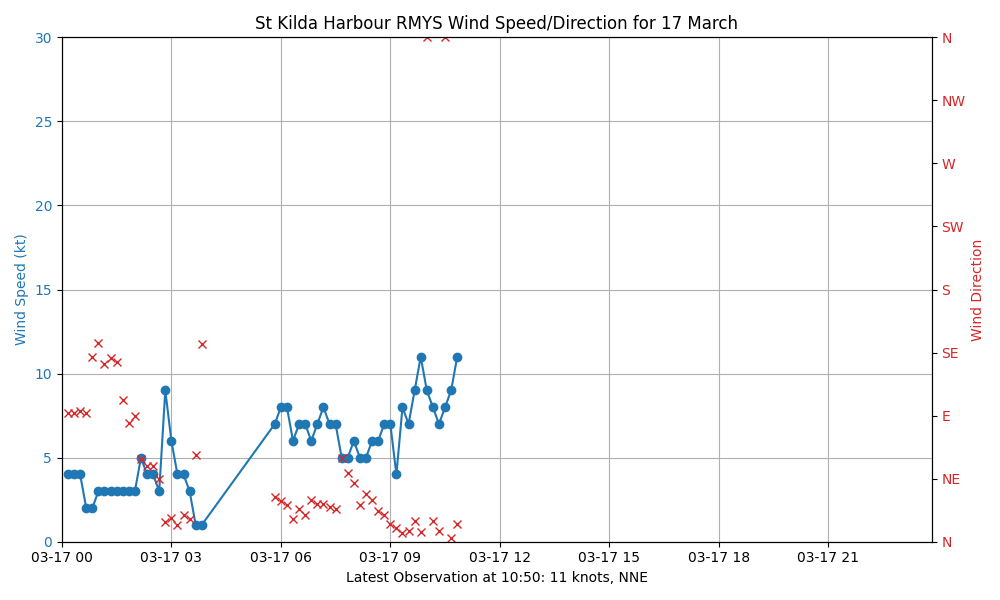 St Kilda Harbour RMYS Wind Speed/Direction for 17 March
30
25
20
15
10
5
0
Wind Speed (kt)
N
NW
W
SW
S
SE
E
NE
N
Wind Direction
03-17 00
03-17 03
03-17 06
03-17 09
03-17 12
03-17 15
03-17 18
03-17 21
Latest Observation at 10:50: 11 knots, NNE